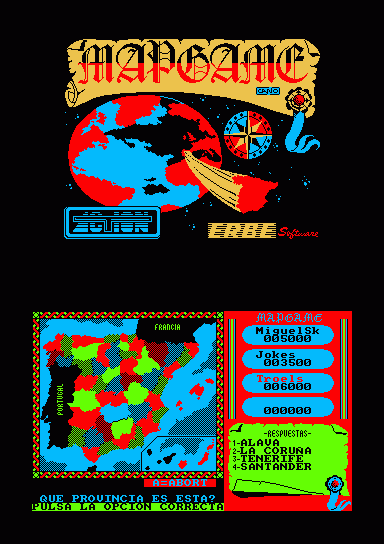 MAPGAME
GENIO
ACTION
ERBE Software
FRANCIA
PORTUGAL
A=ABORT
QUE PROVINCIA ES ESTA?
PULSA LA OPCION CORRECTA
MAPGAME
MiguelSk
005000
Jokes
003500
Troels
006000
000000
-RESPUESTAS-
1-ALAVA
2-LA CORUÑA
3-TENERIFE
4-SANTANDER